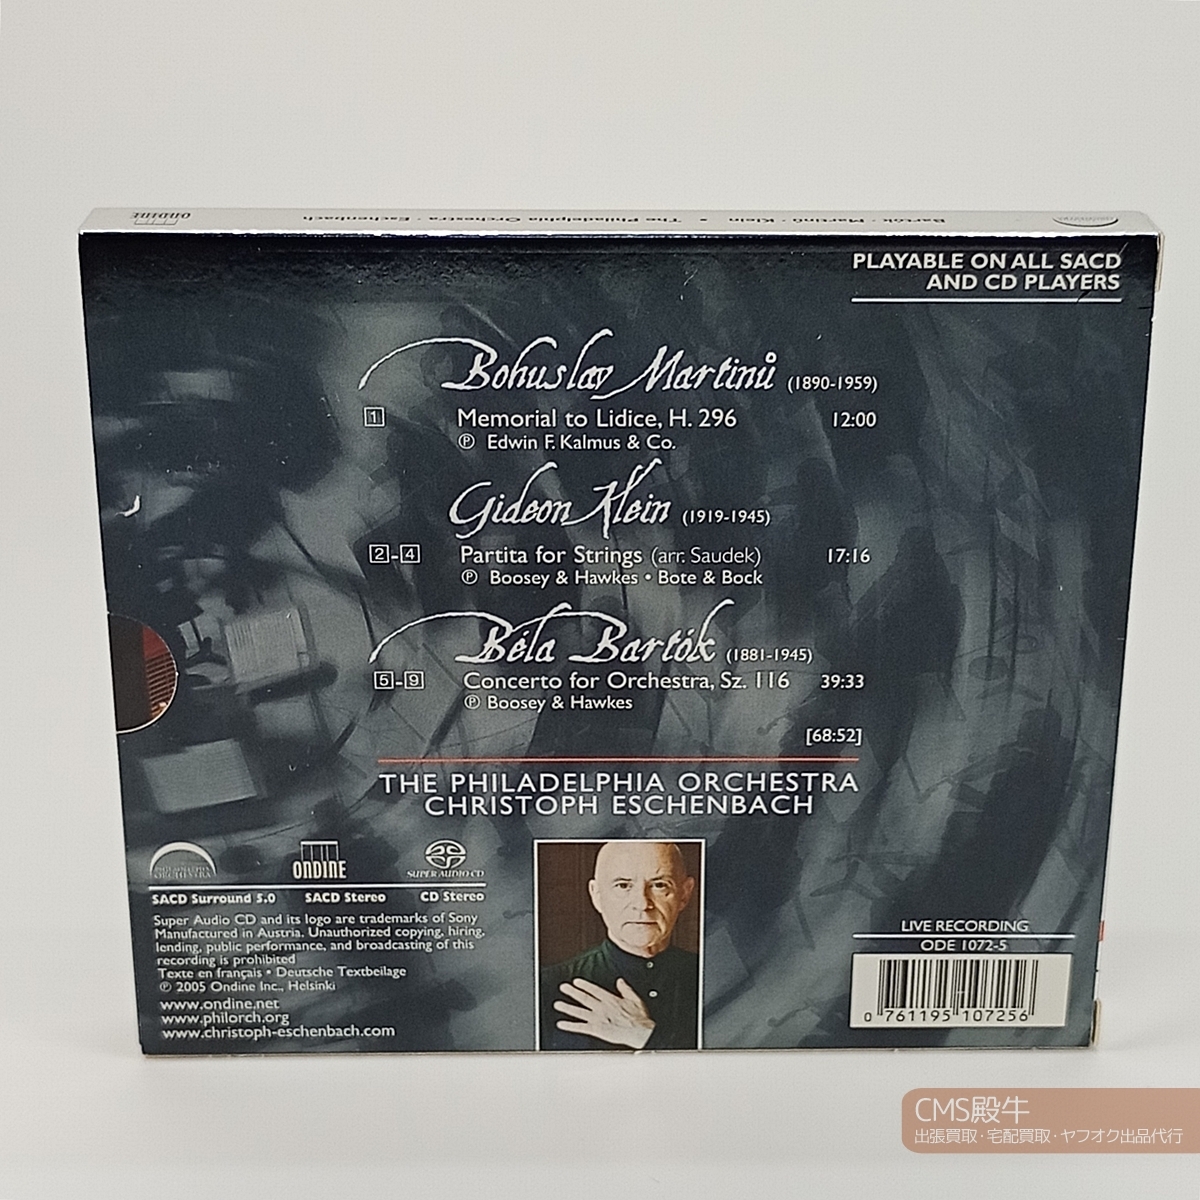 ONDINE
Bartók · Martinů · Klein • The Philadelphia Orchestra · Eschenbach
PLAYABLE ON ALL SACD
AND CD PLAYERS
Bohuslav Martinů (1890-1959)
1 Memorial to Lidice, H. 296 12:00
℗ Edwin F. Kalmus & Co.
Gideon Klein (1919-1945)
2-4 Partita for Strings (arr. Saudek) 17:16
℗ Boosey & Hawkes • Bote & Bock
Béla Bartók (1881-1945)
5-9 Concerto for Orchestra, Sz. 116 39:33
℗ Boosey & Hawkes
[68:52]
THE PHILADELPHIA ORCHESTRA
CHRISTOPH ESCHENBACH
PHILADELPHIA
ORCHESTRA
ONDINE
SUPER AUDIO CD
SACD Surround 5.0 SACD Stereo CD Stereo
Super Audio CD and its logo are trademarks of Sony
Manufactured in Austria. Unauthorized copying, hiring,
lending, public performance, and broadcasting of this
recording is prohibited
Texte en français • Deutsche Textbeilage
℗ 2005 Ondine Inc., Helsinki
www.ondine.net
www.philorch.org
www.christoph-eschenbach.com
LIVE RECORDING
ODE 1072-5
0 761195 107256
CMS殿牛
出張買取・宅配買取・ヤフオク出品代行